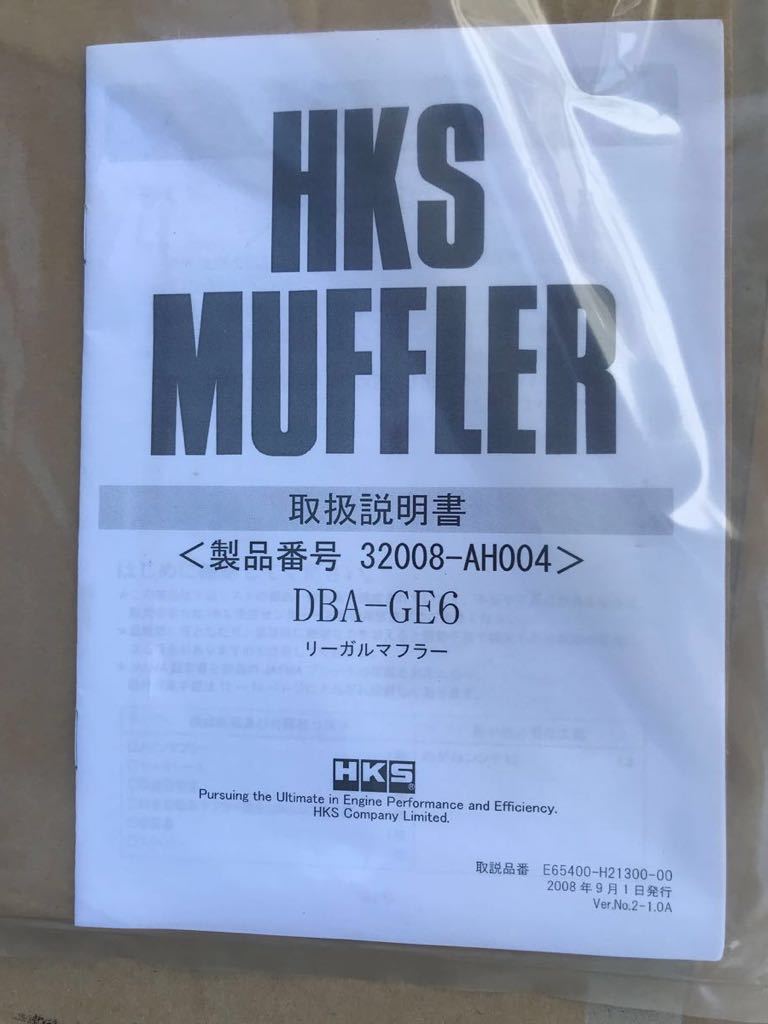 HKS
MUFFLER
取扱説明書
＜製品番号 32008-AH004＞
DBA-GE6
リーガルマフラー
HKS®
Pursuing the Ultimate in Engine Performance and Efficiency.
HKS Company Limited.
取説品番 E65400-H21300-00
2008年9月1日発行
Ver.No.2-1.0A